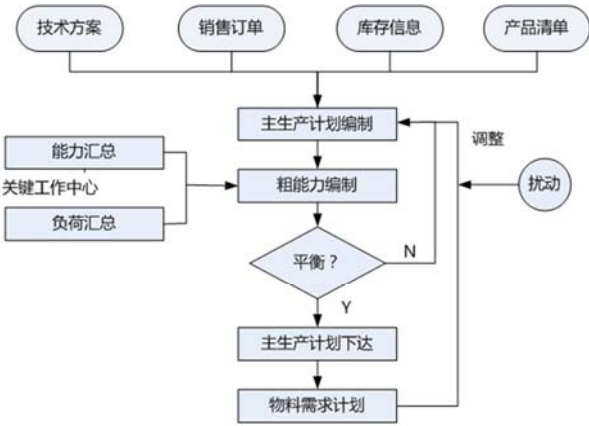 技术方案
销售订单
库存信息
产品清单
主生产计划编制
调整
能力汇总
关键工作中心
粗能力编制
扰动
负荷汇总
平衡？
N
Y
主生产计划下达
物料需求计划